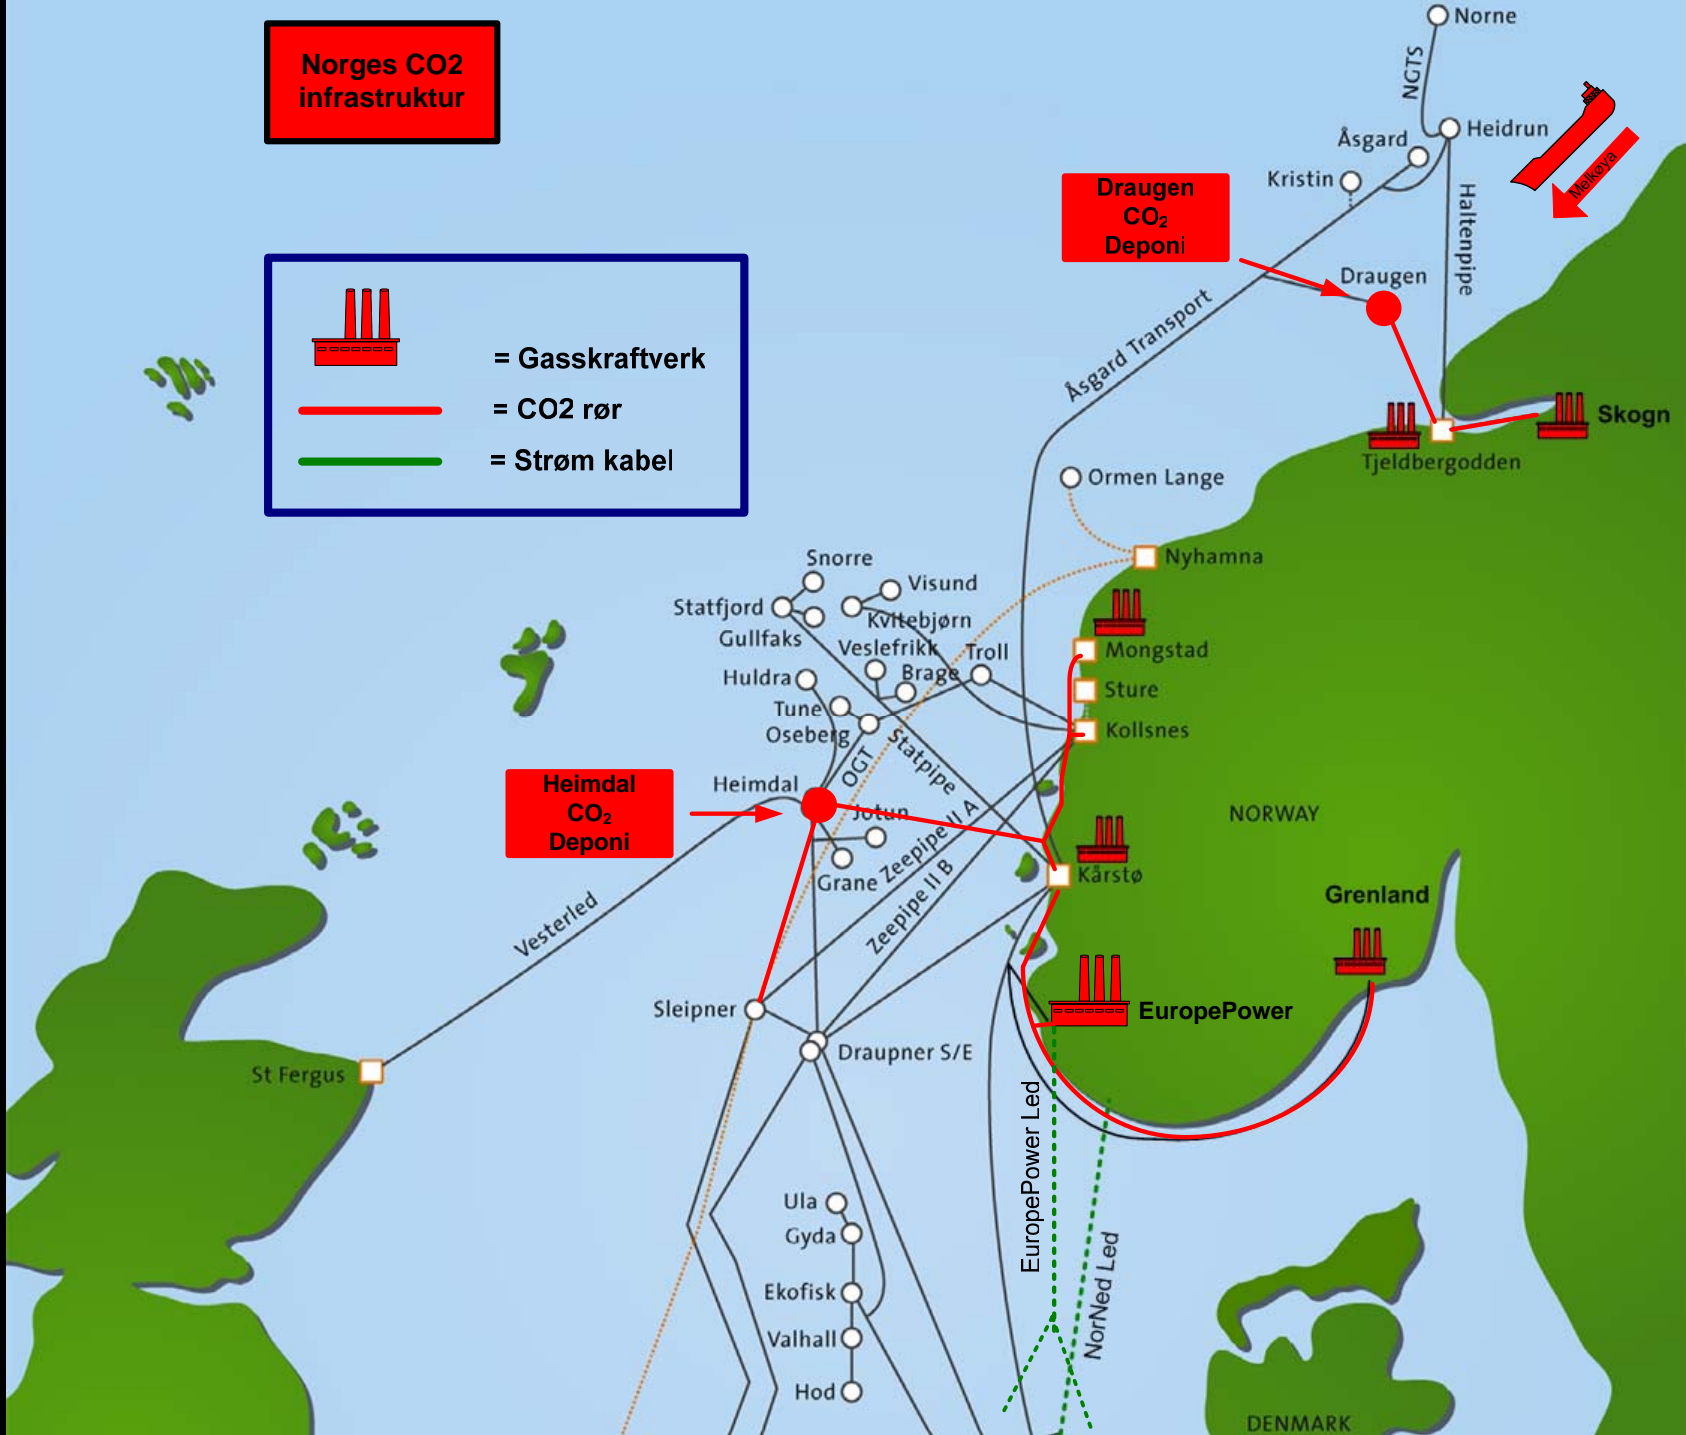 Norges CO2
infrastruktur
= Gasskraftverk
= CO2 rør
= Strøm kabel
Norne
NGTS
Heidrun
Åsgard
Kristin
Melkøya
Haltenpipe
Draugen
CO₂
Deponi
Draugen
Åsgard Transport
Skogn
Tjeldbergodden
Ormen Lange
Nyhamna
Snorre
Visund
Statfjord
Kvitebjørn
Gullfaks
Veslefrikk
Troll
Mongstad
Huldra
Brage
Sture
Tune
Oseberg
Kollsnes
Statpipe
OGT
Heimdal
Heimdal
CO₂
Deponi
Jotun
Grane
Zeepipe II A
Zeepipe II B
NORWAY
Kårstø
Grenland
Vesterled
Sleipner
EuropePower
Draupner S/E
St Fergus
EuropePower Led
NorNed Led
Ula
Gyda
Ekofisk
Valhall
Hod
DENMARK